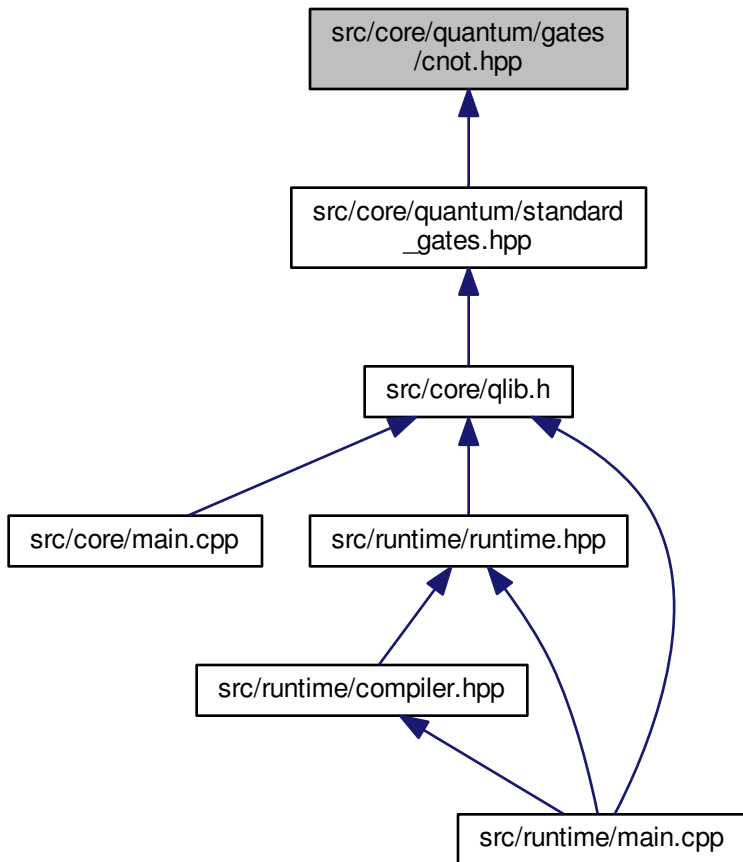 src/core/quantum/gates
/cnot.hpp
src/core/quantum/standard
_gates.hpp
src/core/qlib.h
src/core/main.cpp
src/runtime/runtime.hpp
src/runtime/compiler.hpp
src/runtime/main.cpp